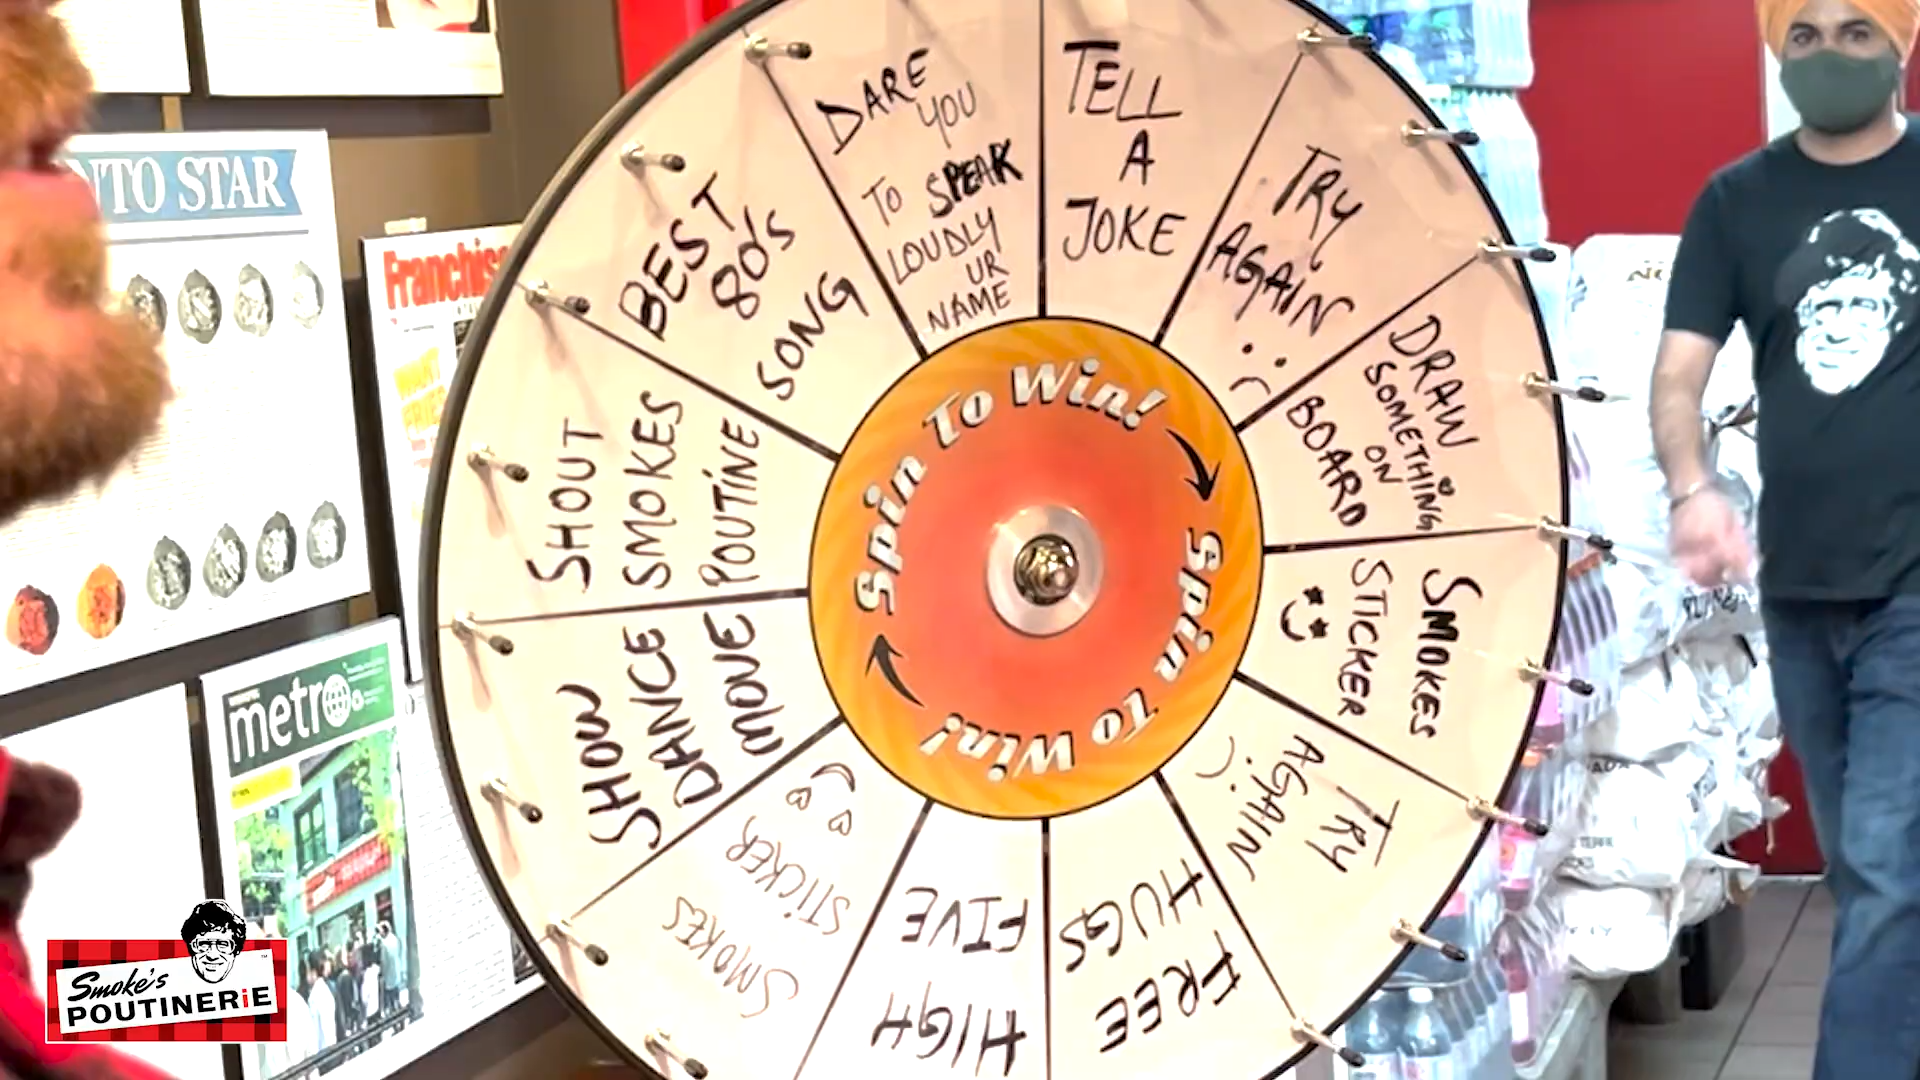 NTO STAR
Franchis
metro
DARE
YOU
TO SPEAK
LOUDLY
UR
NAME
TELL
A
JOKE
TRY
AGAIN
DRAW
SOMETHING
ON
BOARD
SMOKES
STICKER
TRY
AGAIN
FREE
HUGS
HIGH
FIVE
SMOKES
STICKER
SHOW
DANCE
MOVE
SHOUT
SMOKES
POUTINE
BEST
80's
SONG
Spin To Win!
Spin To Win!
Smoke's
POUTINERiE